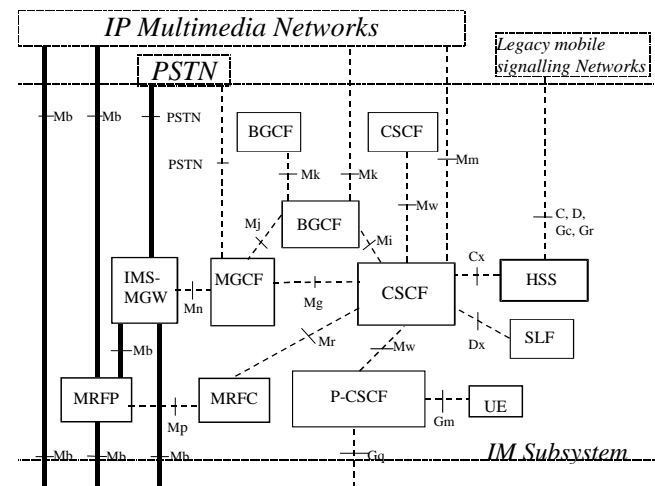 IP Multimedia Networks
Legacy mobile
signalling Networks
PSTN
Mb
Mb
PSTN
BGCF
CSCF
PSTN
Mm
Mk
Mk
Mw
C, D,
Gc, Gr
Mj
BGCF
Mi
Cx
IMS-
MGW
MGCF
CSCF
HSS
Mn
Mg
SLF
Mr
Dx
Mb
Mw
MRFP
MRFC
P-CSCF
UE
Mp
Gm
IM Subsystem
Mb
Mb
Mb
Gq